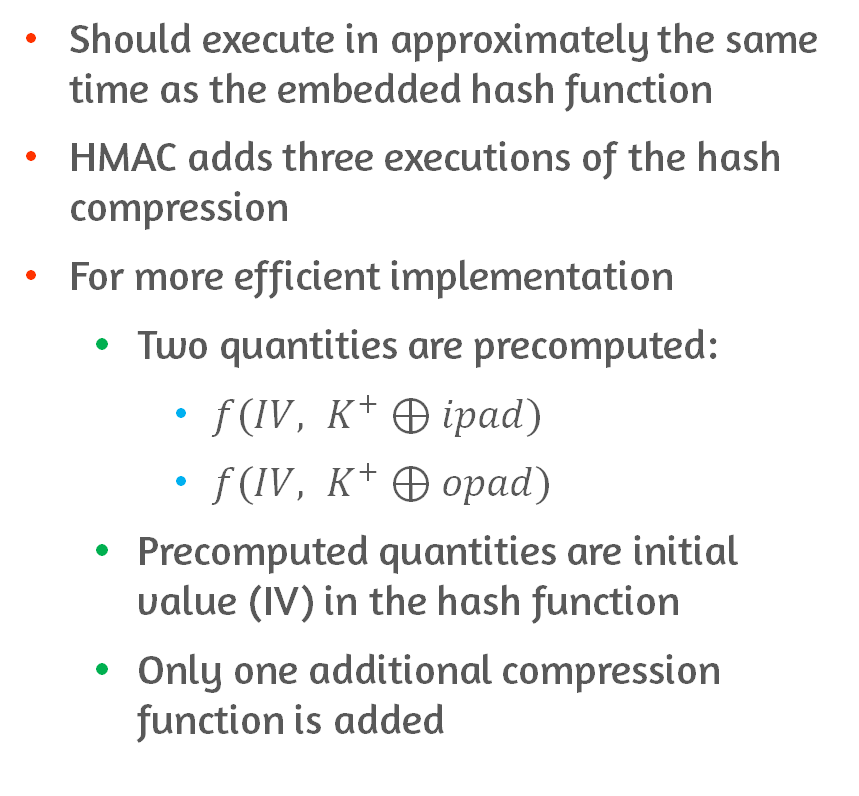 • Should execute in approximately the same
time as the embedded hash function
• HMAC adds three executions of the hash
compression
• For more efficient implementation
• Two quantities are precomputed:
• f(IV, K⁺ ⊕ ipad)
• f(IV, K⁺ ⊕ opad)
• Precomputed quantities are initial
value (IV) in the hash function
• Only one additional compression
function is added